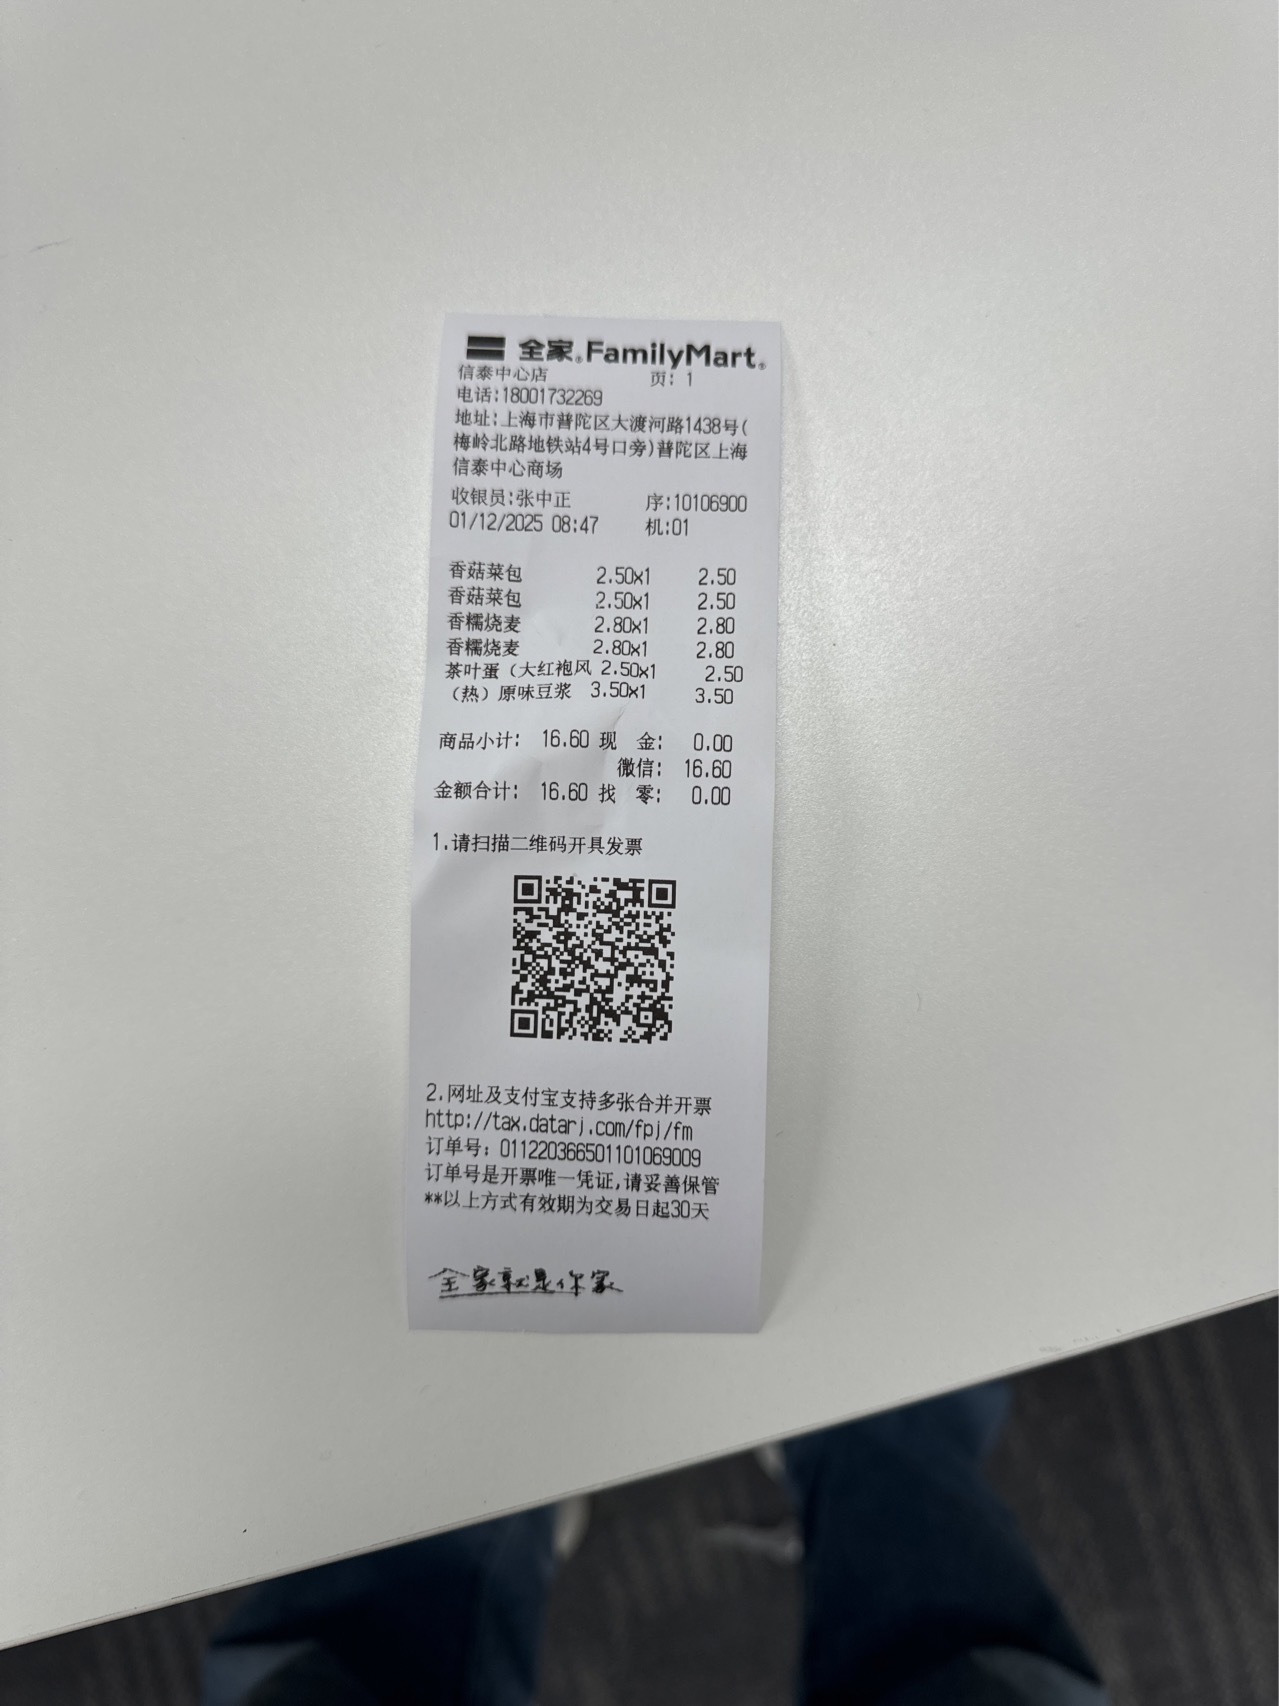 全家®FamilyMart®
信泰中心店 页: 1
电话:18001732269
地址:上海市普陀区大渡河路1438号(
梅岭北路地铁站4号口旁)普陀区上海
信泰中心商场
收银员:张中正 序:10106900
01/12/2025 08:47 机:01
香菇菜包 2.50x1 2.50
香菇菜包 2.50x1 2.50
香糯烧麦 2.80x1 2.80
香糯烧麦 2.80x1 2.80
茶叶蛋（大红袍风 2.50x1 2.50
（热）原味豆浆 3.50x1 3.50
商品小计: 16.60 现 金: 0.00
微信: 16.60
金额合计: 16.60 找 零: 0.00
1.请扫描二维码开具发票
2.网址及支付宝支持多张合并开票
http://tax.datarj.com/fpj/fm
订单号: 011220366501101069009
订单号是开票唯一凭证,请妥善保管
**以上方式有效期为交易日起30天
全家就是你家